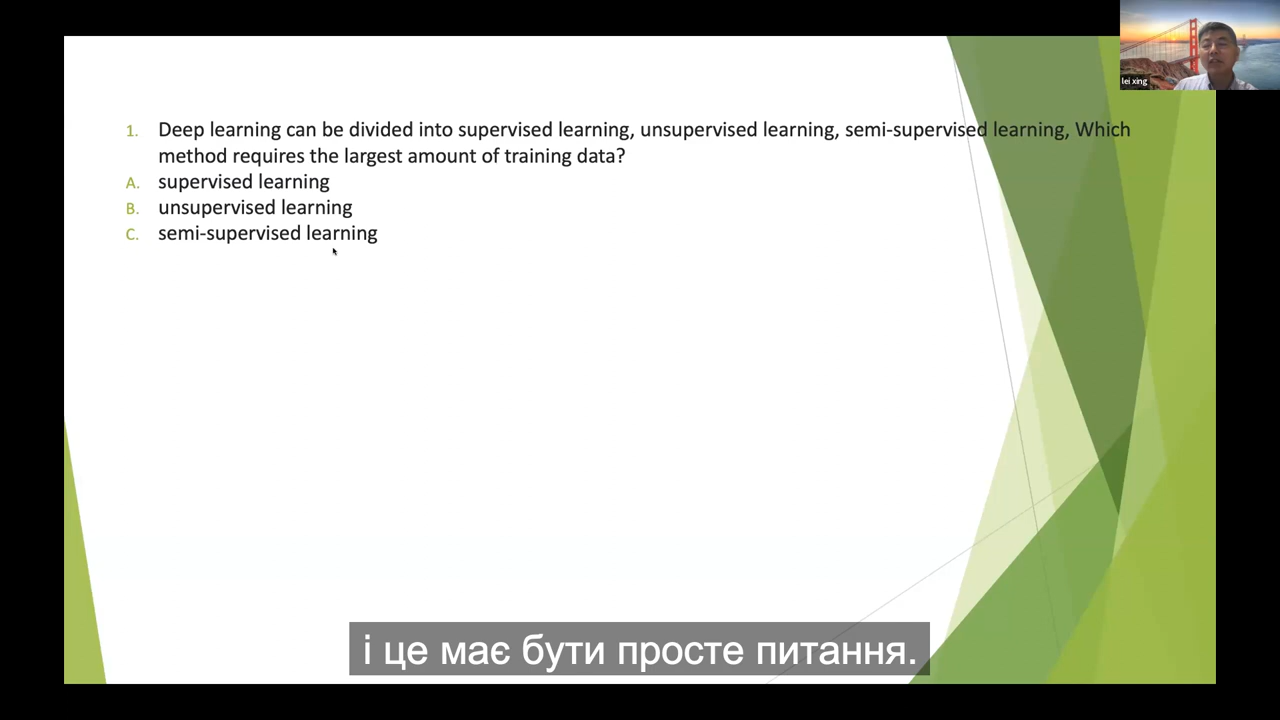 lei xing
1. Deep learning can be divided into supervised learning, unsupervised learning, semi-supervised learning, Which
method requires the largest amount of training data?
A. supervised learning
B. unsupervised learning
C. semi-supervised learning
і це має бути просте питання.